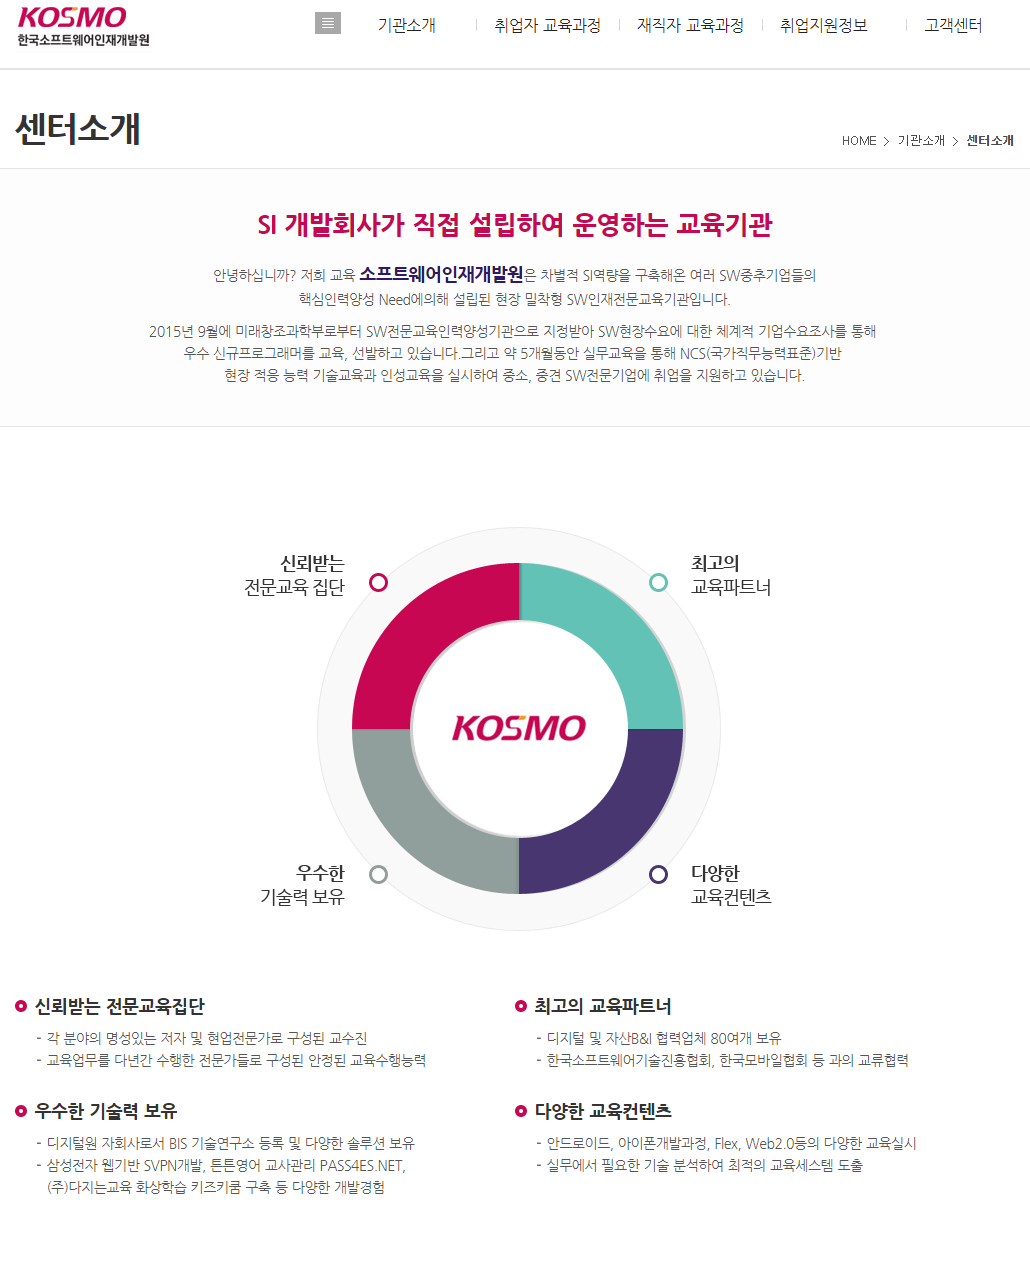 KOSMO
한국소프트웨어인재개발원
기관소개
취업자 교육과정
재직자 교육과정
취업지원정보
고객센터
센터소개
HOME > 기관소개 > 센터소개
SI 개발회사가 직접 설립하여 운영하는 교육기관
안녕하십니까? 저희 교육 소프트웨어인재개발원은 차별적 SI역량을 구축해온 여러 SW중추기업들의
핵심인력양성 Need에의해 설립된 현장 밀착형 SW인재전문교육기관입니다.
2015년 9월에 미래창조과학부로부터 SW전문교육인력양성기관으로 지정받아 SW현장수요에 대한 체계적 기업수요조사를 통해
우수 신규프로그래머를 교육, 선발하고 있습니다.그리고 약 5개월동안 실무교육을 통해 NCS(국가직무능력표준)기반
현장 적응 능력 기술교육과 인성교육을 실시하여 중소, 중견 SW전문기업에 취업을 지원하고 있습니다.
신뢰받는
전문교육 집단
최고의
교육파트너
KOSMO
우수한
기술력 보유
다양한
교육컨텐츠
신뢰받는 전문교육집단
- 각 분야의 명성있는 저자 및 현업전문가로 구성된 교수진
- 교육업무를 다년간 수행한 전문가들로 구성된 안정된 교육수행능력
최고의 교육파트너
- 디지털 및 자산B&I 협력업체 80여개 보유
- 한국소프트웨어기술진흥협회, 한국모바일협회 등 과의 교류협력
우수한 기술력 보유
- 디지털원 자회사로서 BIS 기술연구소 등록 및 다양한 솔루션 보유
- 삼성전자 웹기반 SVPN개발, 튼튼영어 교사관리 PASS4ES.NET,
(주)다지는교육 화상학습 키즈키쿰 구축 등 다양한 개발경험
다양한 교육컨텐츠
- 안드로이드, 아이폰개발과정, Flex, Web2.0등의 다양한 교육실시
- 실무에서 필요한 기술 분석하여 최적의 교육세스템 도출